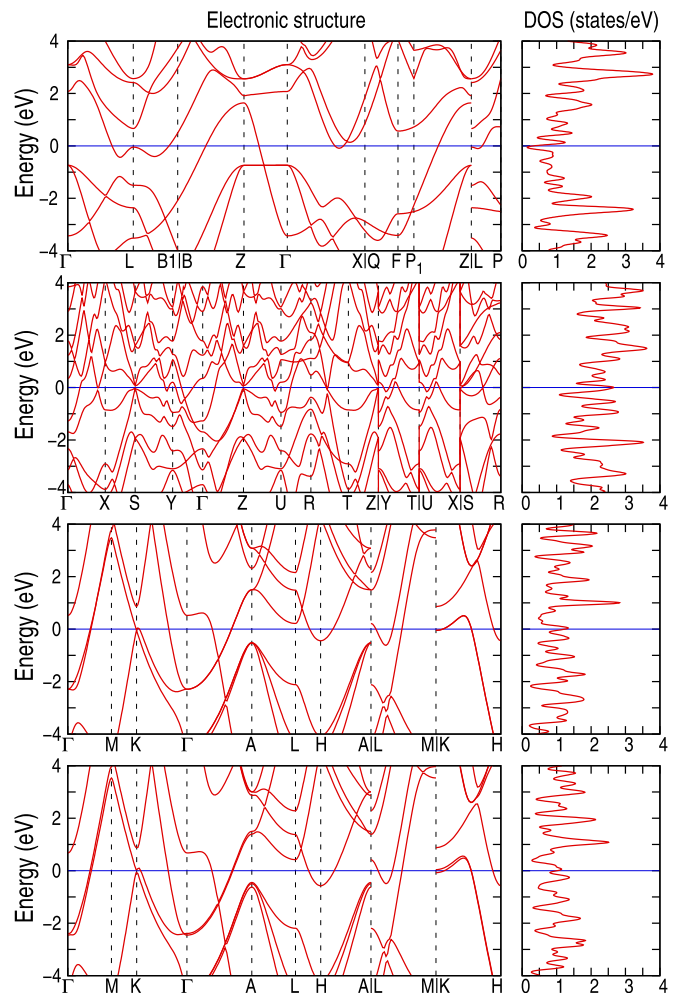 Electronic structure DOS (states/eV)
4
2
0
−2
−4
Energy (eV)
Γ L B1|B Z Γ X|Q F P1 Z|L P
0 1 2 3 4
4
2
0
−2
−4
Energy (eV)
Γ X S Y Γ Z U R T Z|Y T|U X|S R
0 1 2 3 4
4
2
0
−2
−4
Energy (eV)
Γ M K Γ A L H A|L M|K H
0 1 2 3 4
4
2
0
−2
−4
Energy (eV)
Γ M K Γ A L H A|L M|K H
0 1 2 3 4